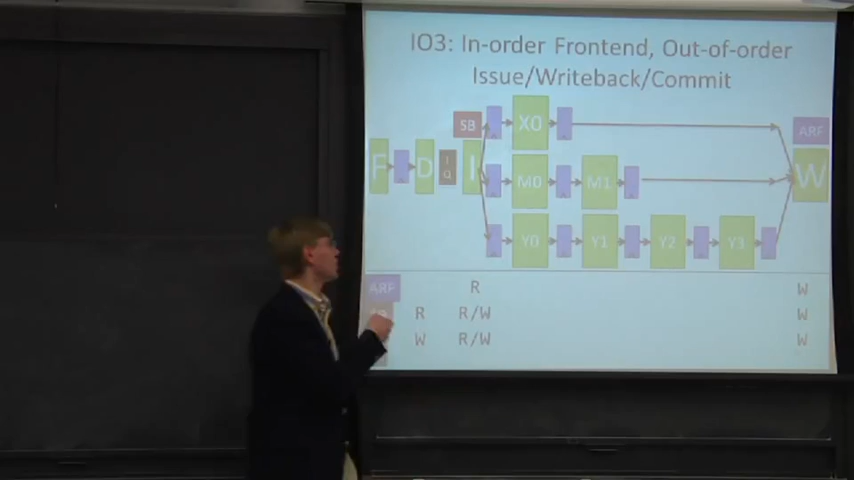 IO3: In-order Frontend, Out-of-order
Issue/Writeback/Commit
SB
X0
ARF
F
D
I
Q
I
M0
M1
W
Y0
Y1
Y2
Y3
ARF
R
W
R
R/W
W
W
R/W
W